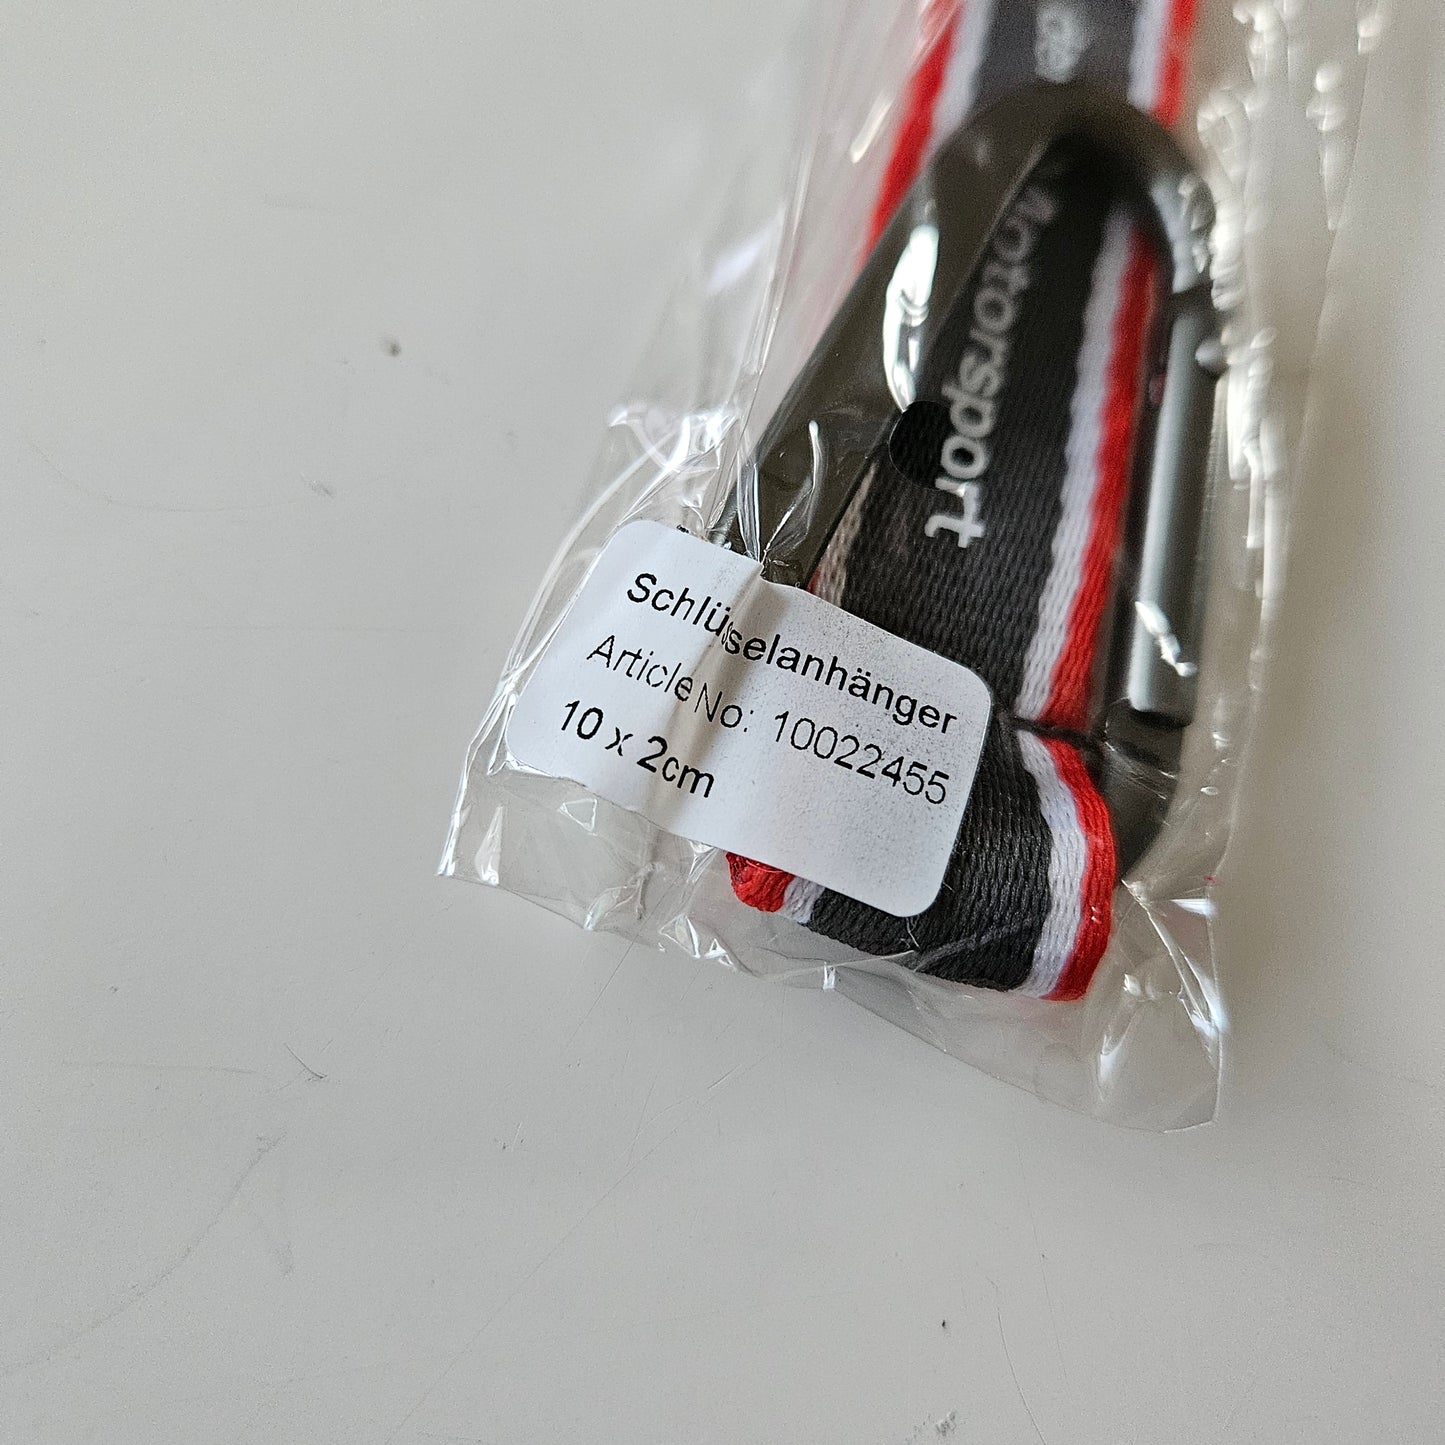 Motorsport
Schlüsselanhänger
Article No: 10022455
10 x 2cm